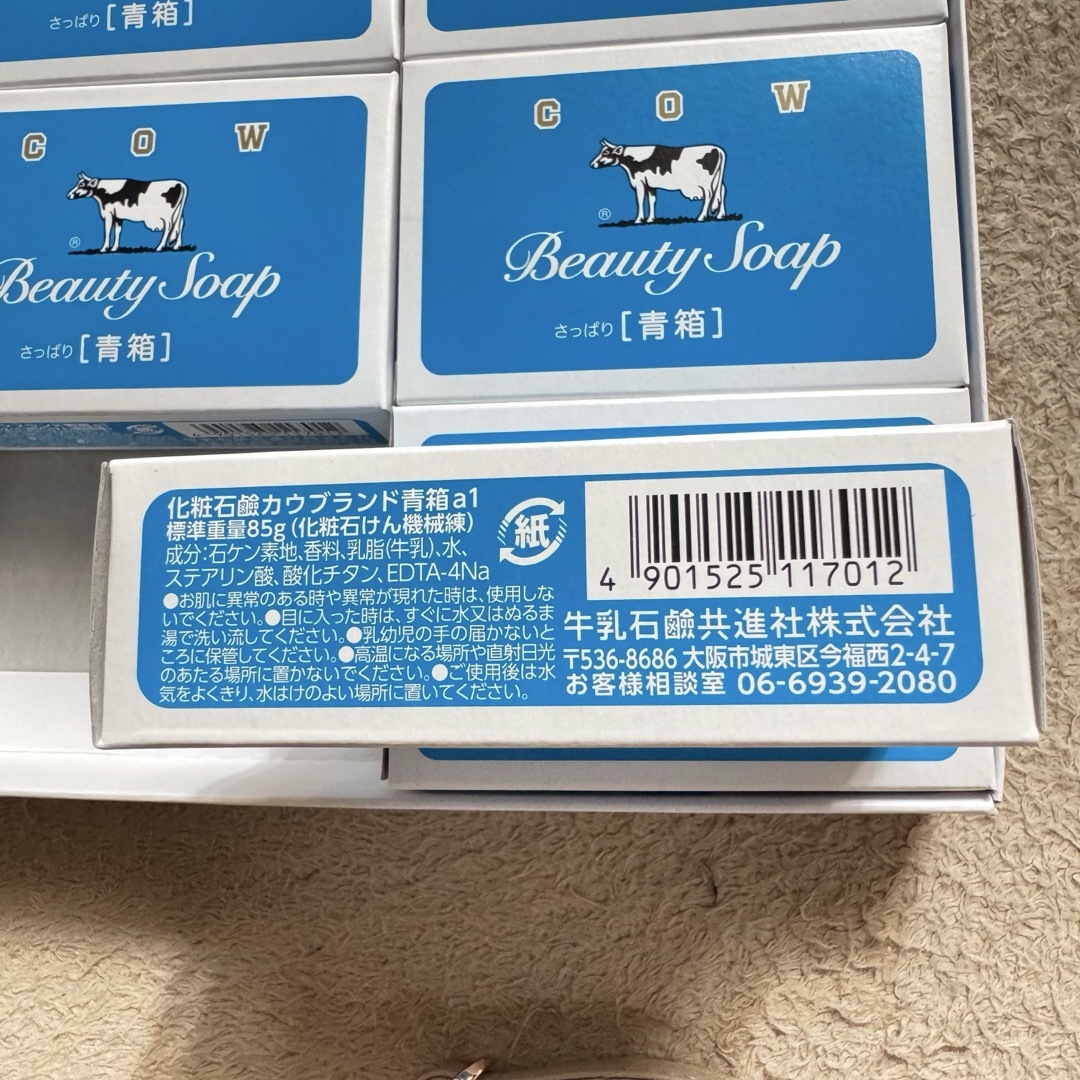 さっぱり[青箱]
COW
®
Beauty Soap
さっぱり[青箱]
COW
®
Beauty Soap
さっぱり[青箱]
化粧石鹼カウブランド青箱a1
標準重量85g(化粧石けん機械練)
成分:石ケン素地、香料、乳脂(牛乳)、水、
ステアリン酸、酸化チタン、EDTA-4Na
●お肌に異常のある時や異常が現れた時は、使用しな
いでください。●目に入った時は、すぐに水又はぬるま
湯で洗い流してください。●乳幼児の手の届かないと
ころに保管してください。●高温になる場所や直射日光
のあたる場所に置かないでください。●ご使用後は水
気をよくきり、水はけのよい場所に置いてください。
紙
4 901525 117012
牛乳石鹼共進社株式会社
〒536-8686 大阪市城東区今福西2-4-7
お客様相談室 06-6939-2080